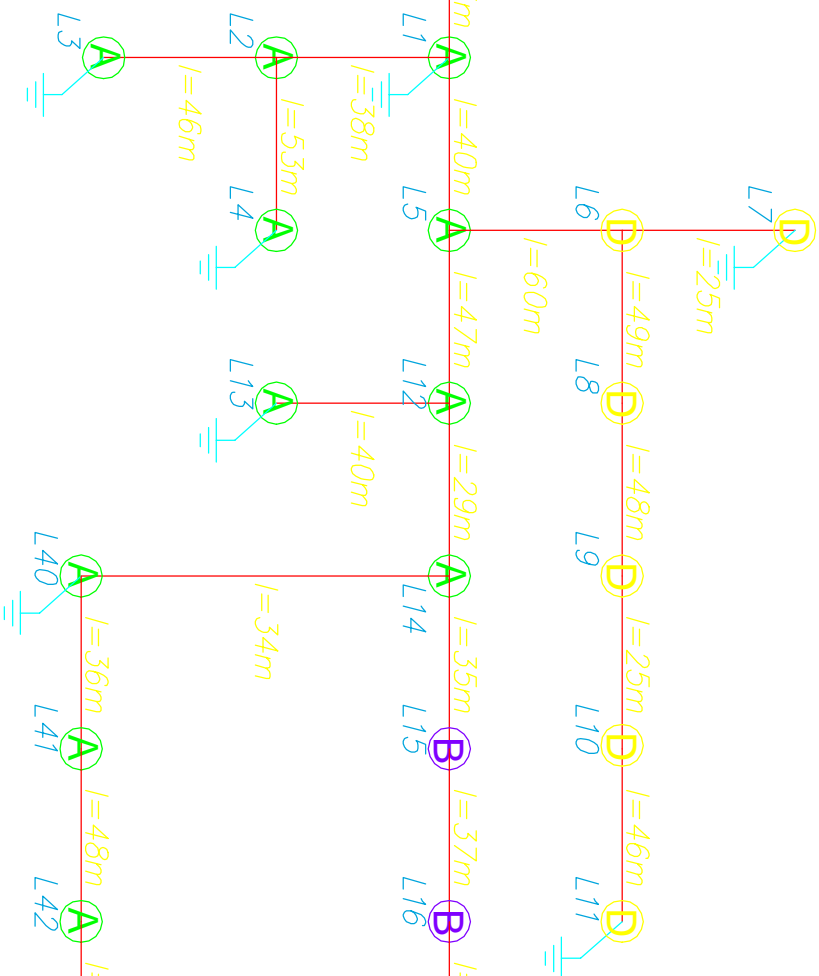 L3
A
l=46m
L2
A
l=38m
L1
A
m
l=53m
L4
A
l=40m
L5
A
l=60m
L6
D
l=25m
L7
D
l=47m
l=49m
L13
A
l=40m
L12
A
L8
D
l=29m
l=48m
L40
A
l=34m
L14
A
L9
D
l=36m
l=35m
l=25m
L41
A
L15
B
L10
D
l=48m
l=37m
l=46m
L42
A
L16
B
L11
D